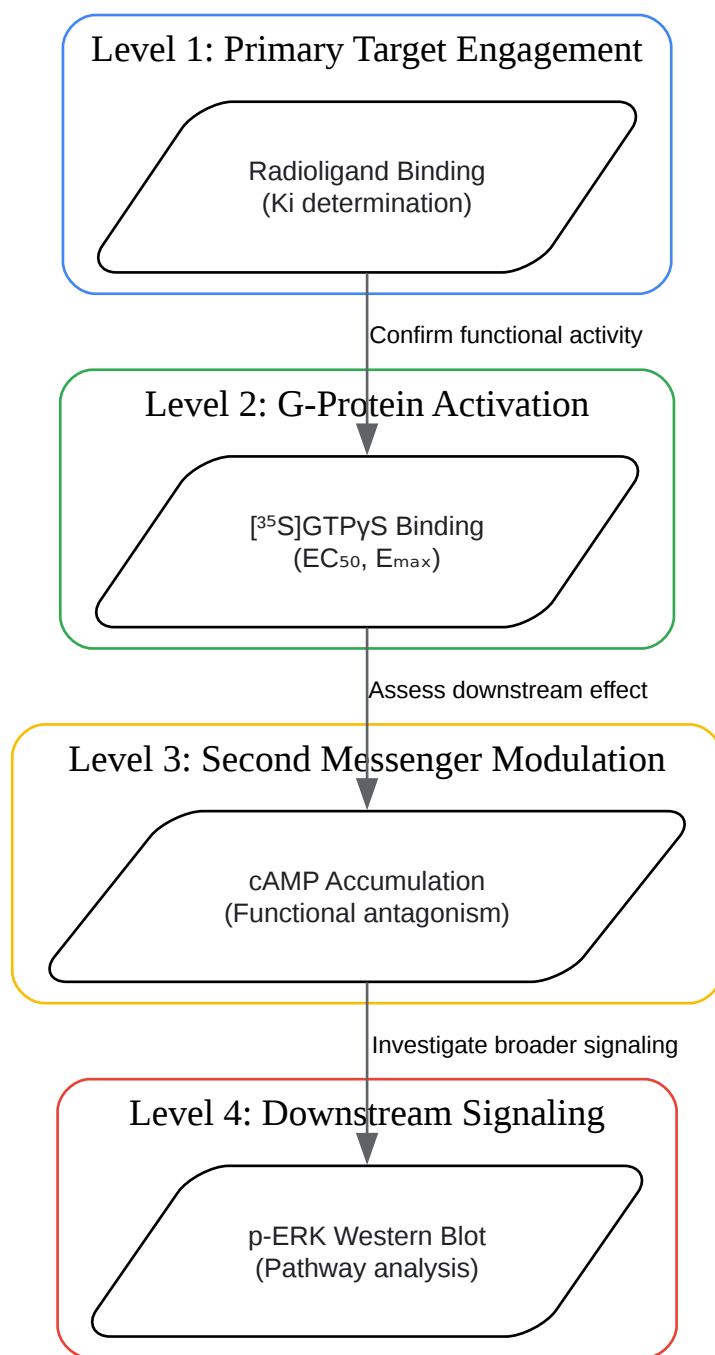 Level 1: Primary Target Engagement
Radioligand Binding
(Ki determination)
Confirm functional activity
Level 2: G-Protein Activation
[³⁵S]GTPγS Binding
(EC₅₀, Eₘₐₓ)
Assess downstream effect
Level 3: Second Messenger Modulation
cAMP Accumulation
(Functional antagonism)
Investigate broader signaling
Level 4: Downstream Signaling
p-ERK Western Blot
(Pathway analysis)